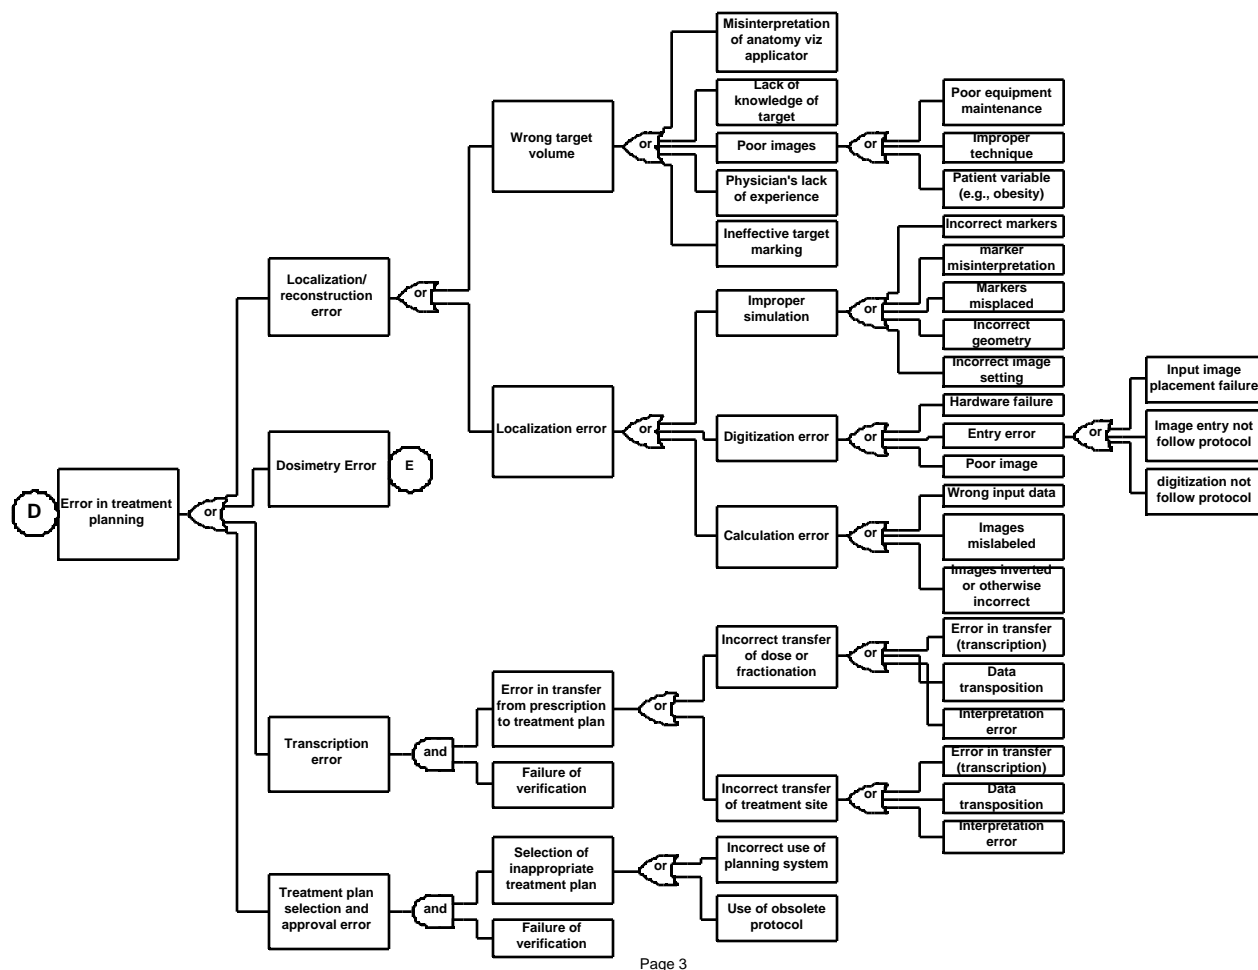 Misinterpretation
of anatomy viz
applicator
Lack of
knowledge of
target
Poor equipment
maintenance
Wrong target
volume
or
Poor images
or
Improper
technique
Physician's lack
of experience
Patient variable
(e.g., obesity)
Ineffective target
marking
Incorrect markers
marker
misinterpretation
Localization/
reconstruction
error
or
Improper
simulation
or
Markers
misplaced
Incorrect
geometry
Incorrect image
setting
Input image
placement failure
Hardware failure
Localization error
or
Digitization error
or
Entry error
or
Image entry not
follow protocol
Poor image
digitization not
follow protocol
Dosimetry Error
E
D
Error in treatment
planning
or
Wrong input data
Calculation error
or
Images
mislabeled
Images inverted
or otherwise
incorrect
Incorrect transfer
of dose or
fractionation
or
Error in transfer
(transcription)
Data
transposition
Interpretation
error
Error in transfer
from prescription
to treatment plan
or
Transcription
error
and
Failure of
verification
Incorrect transfer
of treatment site
or
Error in transfer
(transcription)
Data
transposition
Interpretation
error
Selection of
inappropriate
treatment plan
or
Incorrect use of
planning system
Treatment plan
selection and
approval error
and
Use of obsolete
protocol
Failure of
verification
Page 3